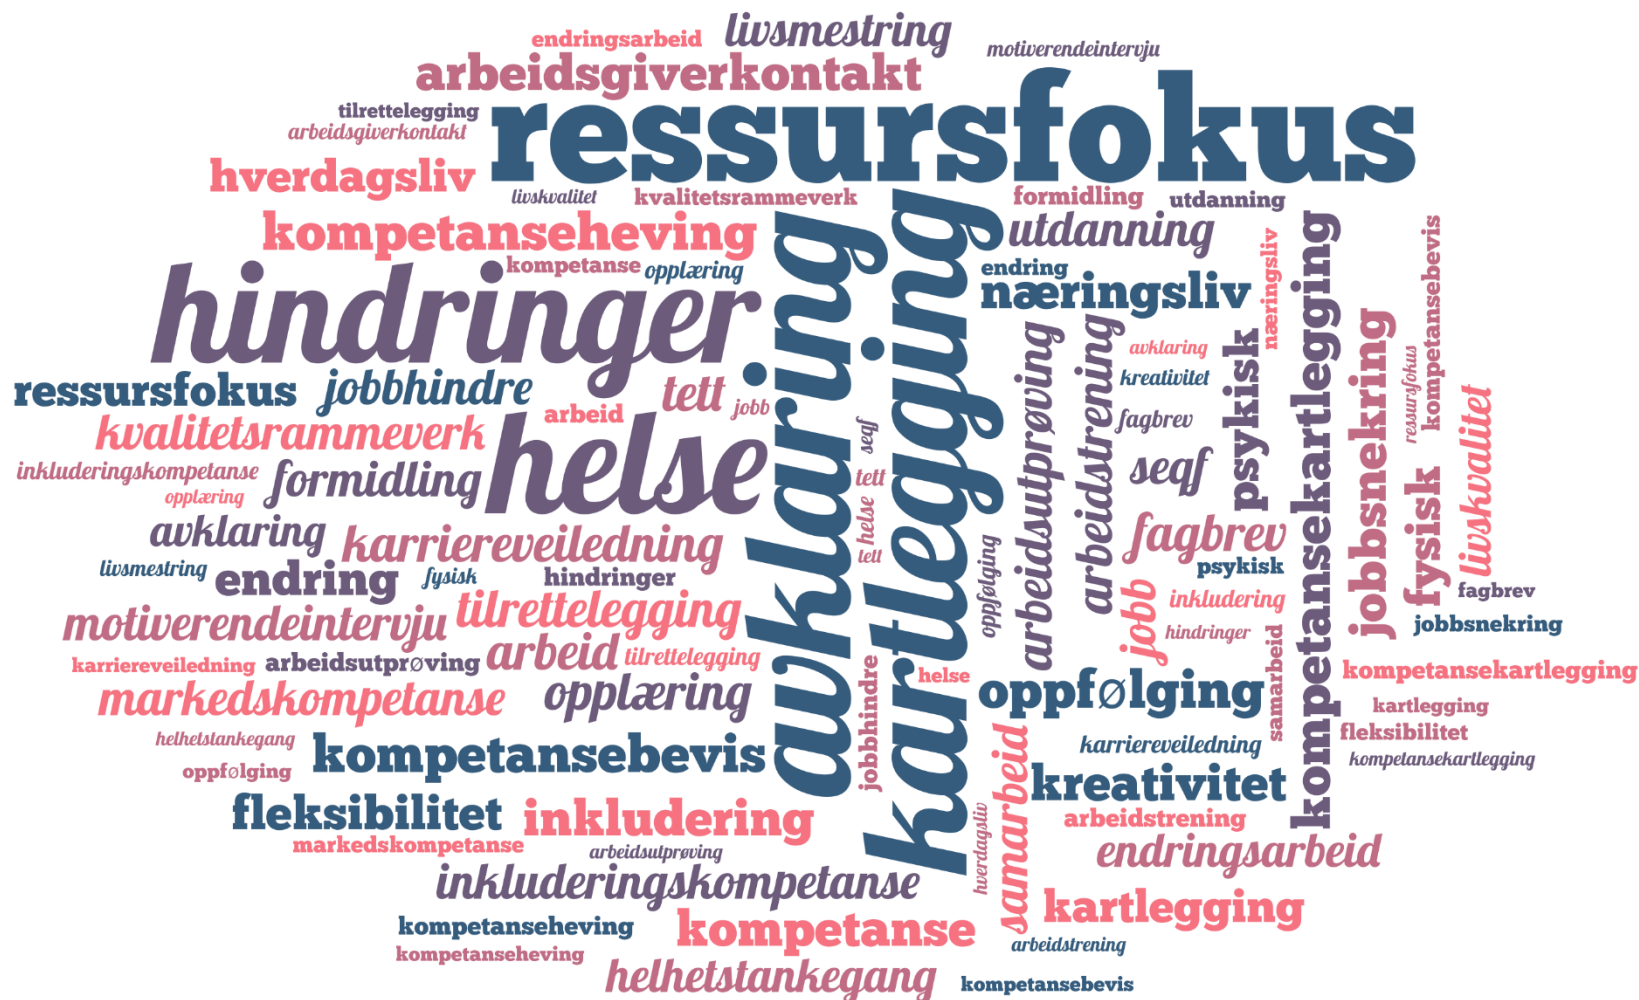 livsmestring
endringsarbeid
motiverendeintervju
arbeidsgiverkontakt
ressursfokus
tilrettelegging
arbeidsgiverkontakt
hverdagsliv
livskvalitet
kvalitetsrammeverk
formidling
utdanning
kompetanseheving
avklaring
kartlegging
utdanning
kompetansekartlegging
kompetansebevis
næringsliv
kompetanse
opplæring
endring
hindringer
næringsliv
ressursfokus
jobbhindre
tett
jobb
arbeid
arbeidsutprøving
arbeidstrening
avklaring
kreativitet
psykisk
jobbsnekring
ressursfokus
livskvalitet
kvalitetsrammeverk
helse
seqf
fagbrev
inkluderingskompetanse
formidling
tett
seqf
fysisk
opplæring
avklaring
helse
karriereveiledning
tett
fagbrev
livsmestring
endring
fysisk
hindringer
oppfølging
psykisk
jobb
inkludering
fagbrev
motiverendeintervju
tilrettelegging
hindringer
jobbsnekring
karriereveiledning
arbeidsutprøving
arbeid
tilrettelegging
jobbhindre
helse
samarbeid
kompetansekartlegging
markedskompetanse
opplæring
oppfølging
kartlegging
helhetstankegang
kompetansebevis
fleksibilitet
karriereveiledning
kompetansekartlegging
oppfølging
samarbeid
kreativitet
fleksibilitet
inkludering
hverdagsliv
arbeidstrening
markedskompetanse
arbeidsutprøving
endringsarbeid
inkluderingskompetanse
kartlegging
kompetanseheving
kompetanse
arbeidstrening
kompetanseheving
helhetstankegang
kompetansebevis